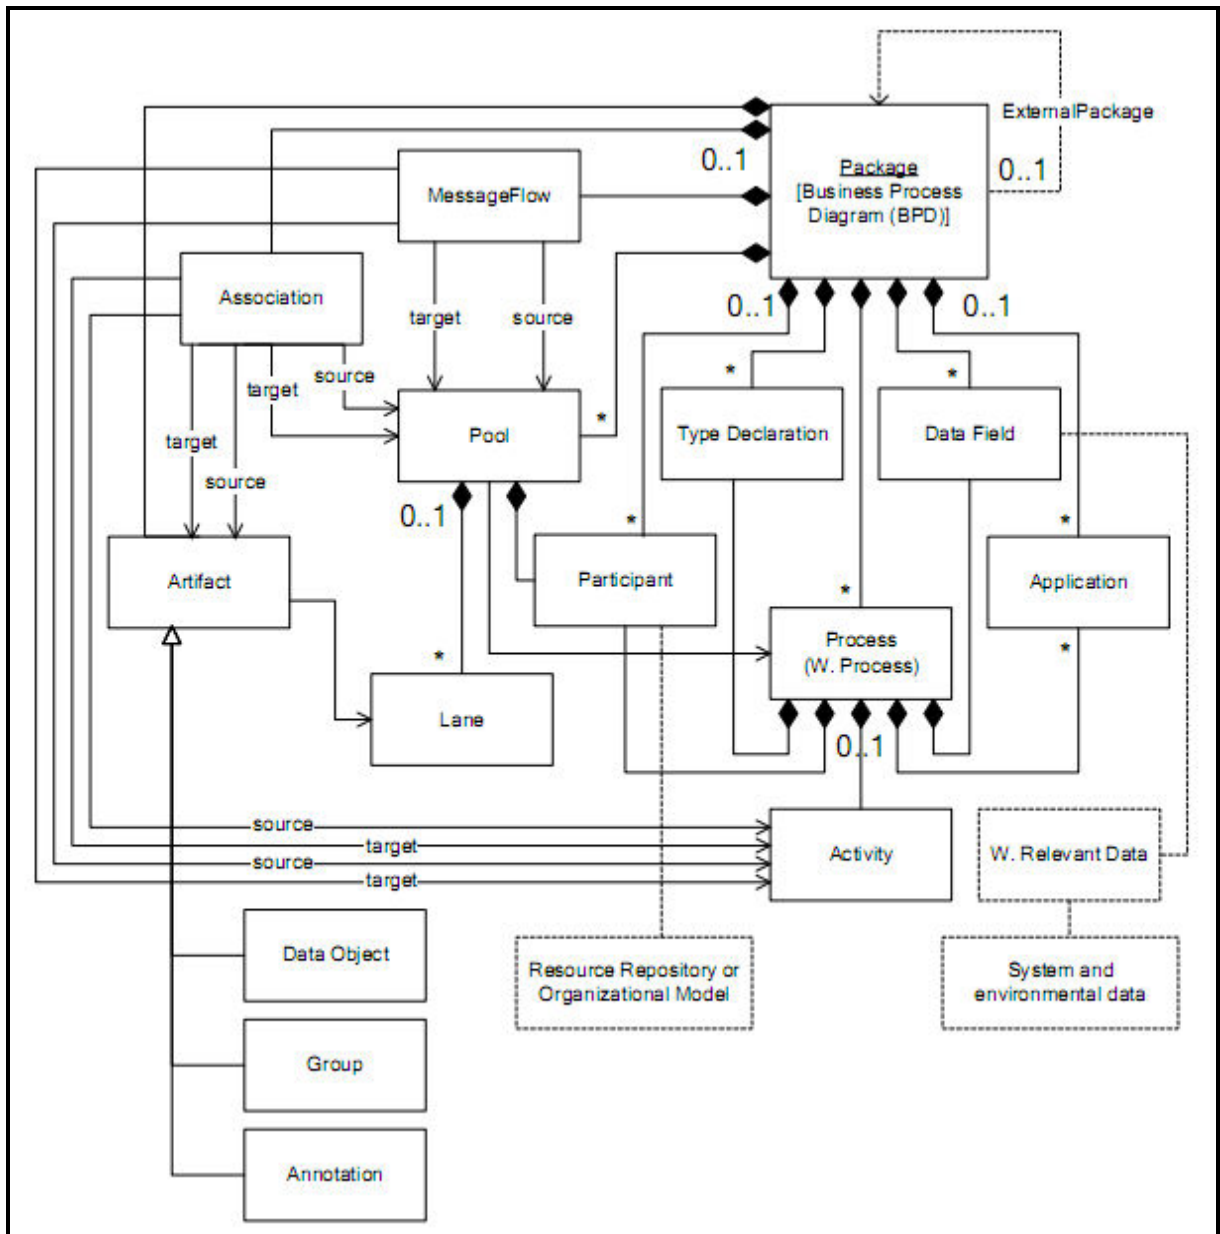 ExternalPackage
0..1
Package
0..1
[Business Process
Diagram (BPD)]
MessageFlow
Association
target
source
0..1
0..1
source
target
*
*
*
Pool
Type Declaration
Data Field
target
source
0..1
*
*
Artifact
Participant
*
Application
Process
(W. Process)
*
*
Lane
0..1
source
target
source
target
Activity
W. Relevant Data
Data Object
Resource Repository or
Organizational Model
System and
environmental data
Group
Annotation